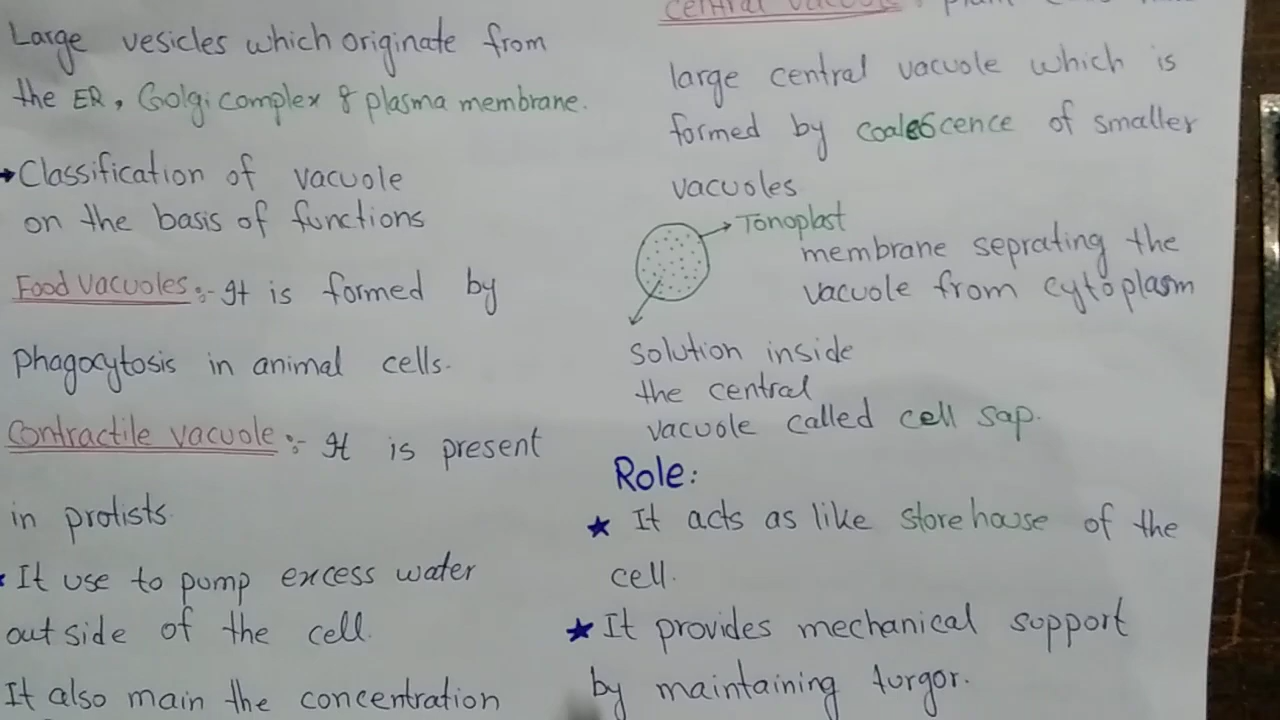 Large vesicles which originate from
the ER, Golgi complex & plasma membrane.
→Classification of vacuole
on the basis of functions
Food vacuoles:- It is formed by
phagocytosis in animal cells.
Contractile vacuole:- It is present
in protists
It use to pump excess water
out side of the cell.
It also main the concentration
central vacuole:
large central vacuole which is
formed by coalescence of smaller
vacuoles
Tonoplast
membrane seprating the
vacuole from cytoplasm
solution inside
the central
vacuole called cell sap.
Role:
★ It acts as like storehouse of the
cell.
★ It provides mechanical support
by maintaining turgor.